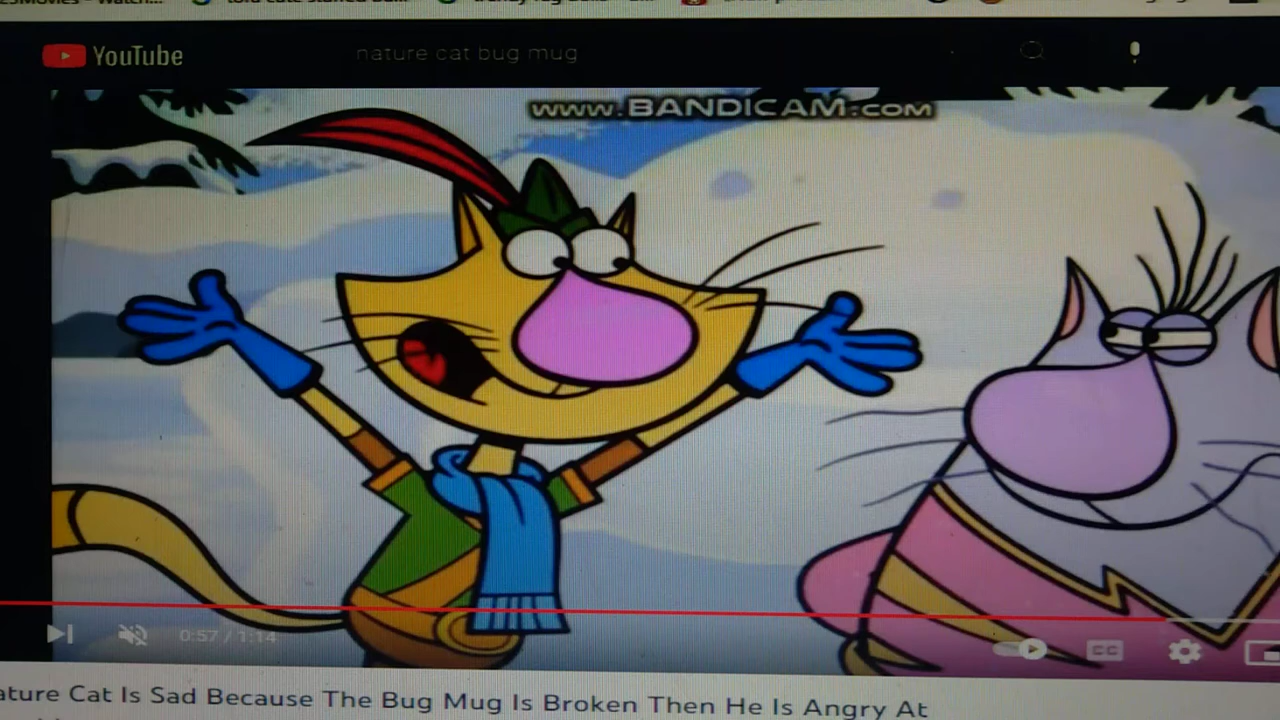 YouTube
nature cat bug mug
www.BANDICAM.com
0:57 / 1:14
CC
ature Cat Is Sad Because The Bug Mug Is Broken Then He Is Angry At